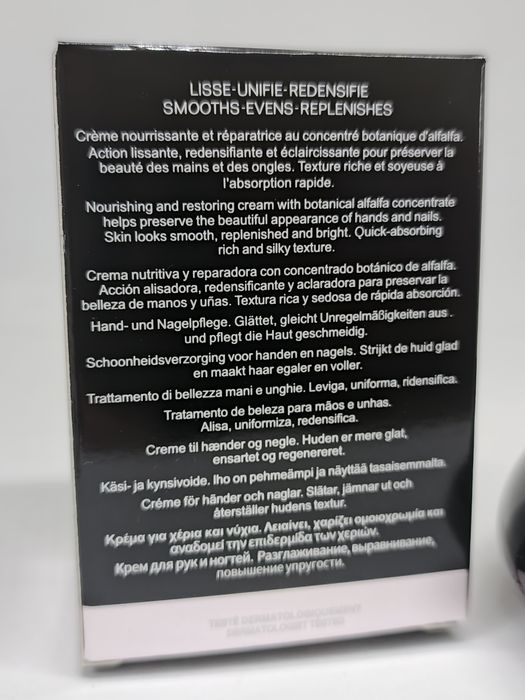 LISSE-UNIFIE-REDENSIFIE
SMOOTHS-EVENS-REPLENISHES
Crème nourrissante et réparatrice au concentré botanique d'alfalfa.
Action lissante, redensifiante et éclaircissante pour préserver la
beauté des mains et des ongles. Texture riche et soyeuse à
l'absorption rapide.
Nourishing and restoring cream with botanical alfalfa concentrate
helps preserve the beautiful appearance of hands and nails.
Skin looks smooth, replenished and bright. Quick-absorbing
rich and silky texture.
Crema nutritiva y reparadora con concentrado botánico de alfalfa.
Acción alisadora, redensificante y aclaradora para preservar la
belleza de manos y uñas. Textura rica y sedosa de rápida absorción.
Hand- und Nagelpflege. Glättet, gleicht Unregelmäßigkeiten aus .
und pflegt die Haut geschmeidig.
Schoonheidsverzorging voor handen en nagels. Strijkt de huid glad
en maakt haar egaler en voller.
Trattamento di bellezza mani e unghie. Leviga, uniforma, ridensifica.
Tratamento de beleza para mãos e unhas.
Alisa, uniformiza, redensifica.
Creme til hænder og negle. Huden er mere glat,
ensartet og regenereret.
Käsi- ja kynsivoide. Iho on pehmeämpi ja näyttää tasaisemmalta.
Créme för händer och naglar. Slätar, jämnar ut och
återställer hudens textur.
Κρέμα για χέρια και νύχια. Λειαίνει, χαρίζει ομοιοχρωμία και
αναδομεί την επιδερμίδα των χεριών.
Крем для рук и ногтей. Разглаживание, выравнивание,
повышение упругости.
TESTÉ DERMATOLOGIQUEMENT
DERMATOLOGIST TESTED